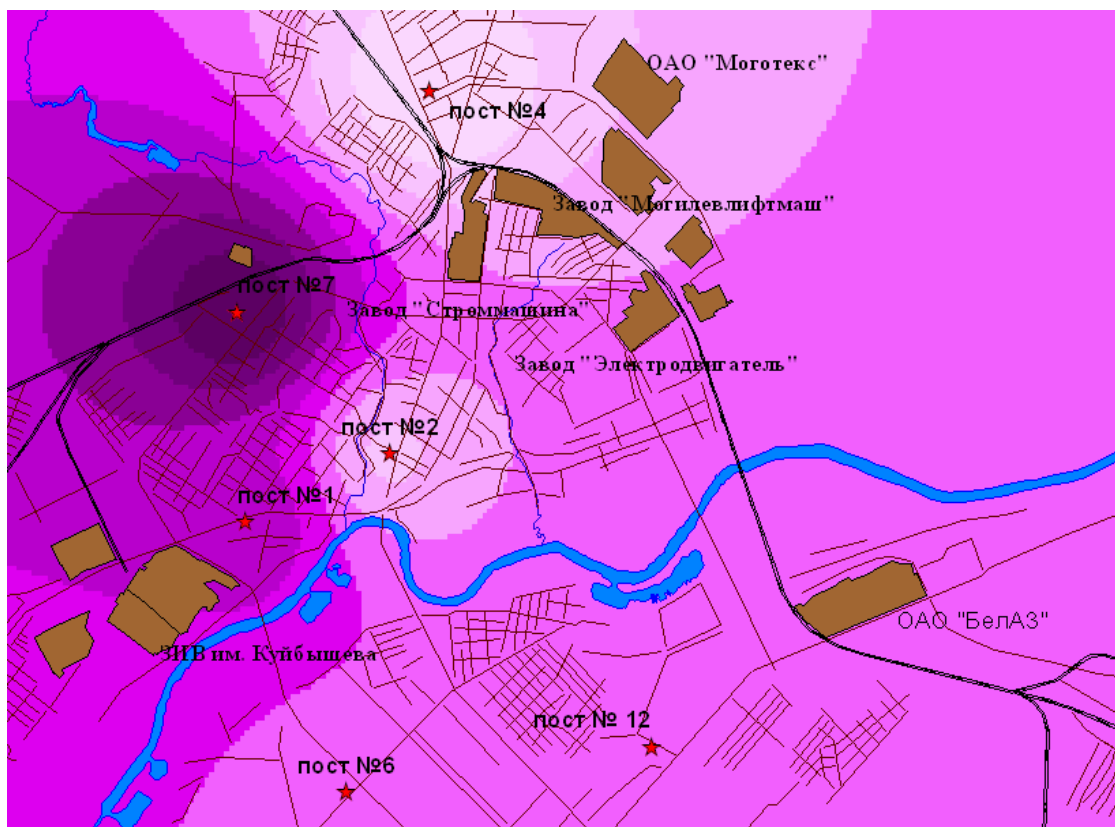 ОАО "Моготекс"
пост №4
Завод "Могилевлифтмаш"
пост №7
Завод "Строммашина"
Завод "Электродвигатель"
пост №2
пост №1
ОАО "БелАЗ"
ЗИВ им. Куйбышева
пост № 12
пост №6